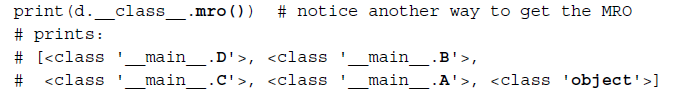 print(d.__class__.mro())  # notice another way to get the MRO
# prints:
# [<class '__main__.D'>, <class '__main__.B'>,
#  <class '__main__.C'>, <class '__main__.A'>, <class 'object'>]